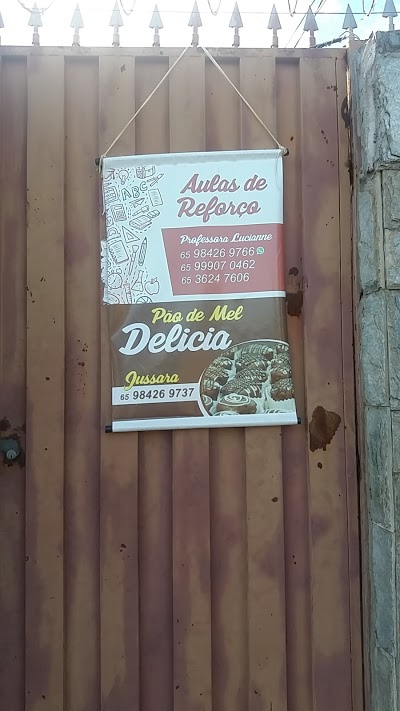 Aulas de
Reforço
Professora Lucianne
65 98426 9766
65 99907 0462
65 3624 7606
ABC
Pão de Mel
Delicia
Jussara
65 98426 9737